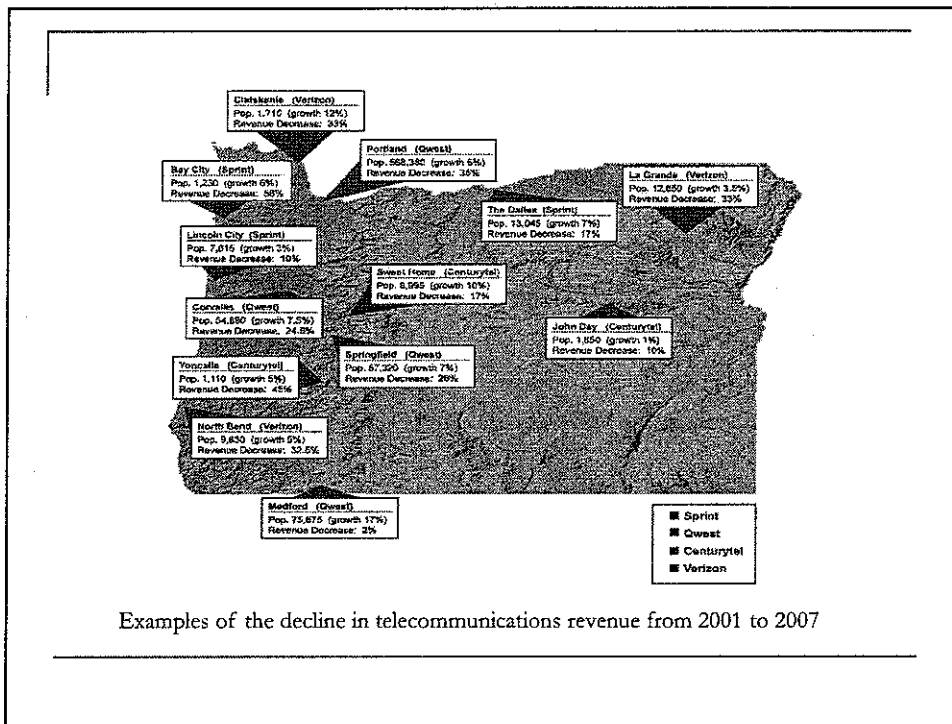 Clatskanie (Verizon)
Pop. 1,710 (growth 12%)
Revenue Decrease: 33%
Portland (Qwest)
Pop. 568,380 (growth 6%)
Revenue Decrease: 35%
Bay City (Sprint)
Pop. 1,230 (growth 6%)
Revenue Decrease: 58%
La Grande (Verizon)
Pop. 12,850 (growth 3.5%)
Revenue Decrease: 33%
The Dalles (Sprint)
Pop. 13,045 (growth 7%)
Revenue Decrease: 17%
Lincoln City (Sprint)
Pop. 7,615 (growth 3%)
Revenue Decrease: 10%
Sweet Home (Centurytel)
Pop. 8,995 (growth 10%)
Revenue Decrease: 17%
Corvallis (Qwest)
Pop. 54,880 (growth 7.5%)
Revenue Decrease: 24.5%
John Day (Centurytel)
Pop. 1,850 (growth 1%)
Revenue Decrease: 10%
Springfield (Qwest)
Pop. 57,320 (growth 7%)
Revenue Decrease: 26%
Yoncalla (Centurytel)
Pop. 1,110 (growth 5%)
Revenue Decrease: 45%
North Bend (Verizon)
Pop. 9,830 (growth 5%)
Revenue Decrease: 32.5%
Medford (Qwest)
Pop. 75,675 (growth 17%)
Revenue Decrease: 2%
Sprint
Qwest
Centurytel
Verizon
Examples of the decline in telecommunications revenue from 2001 to 2007